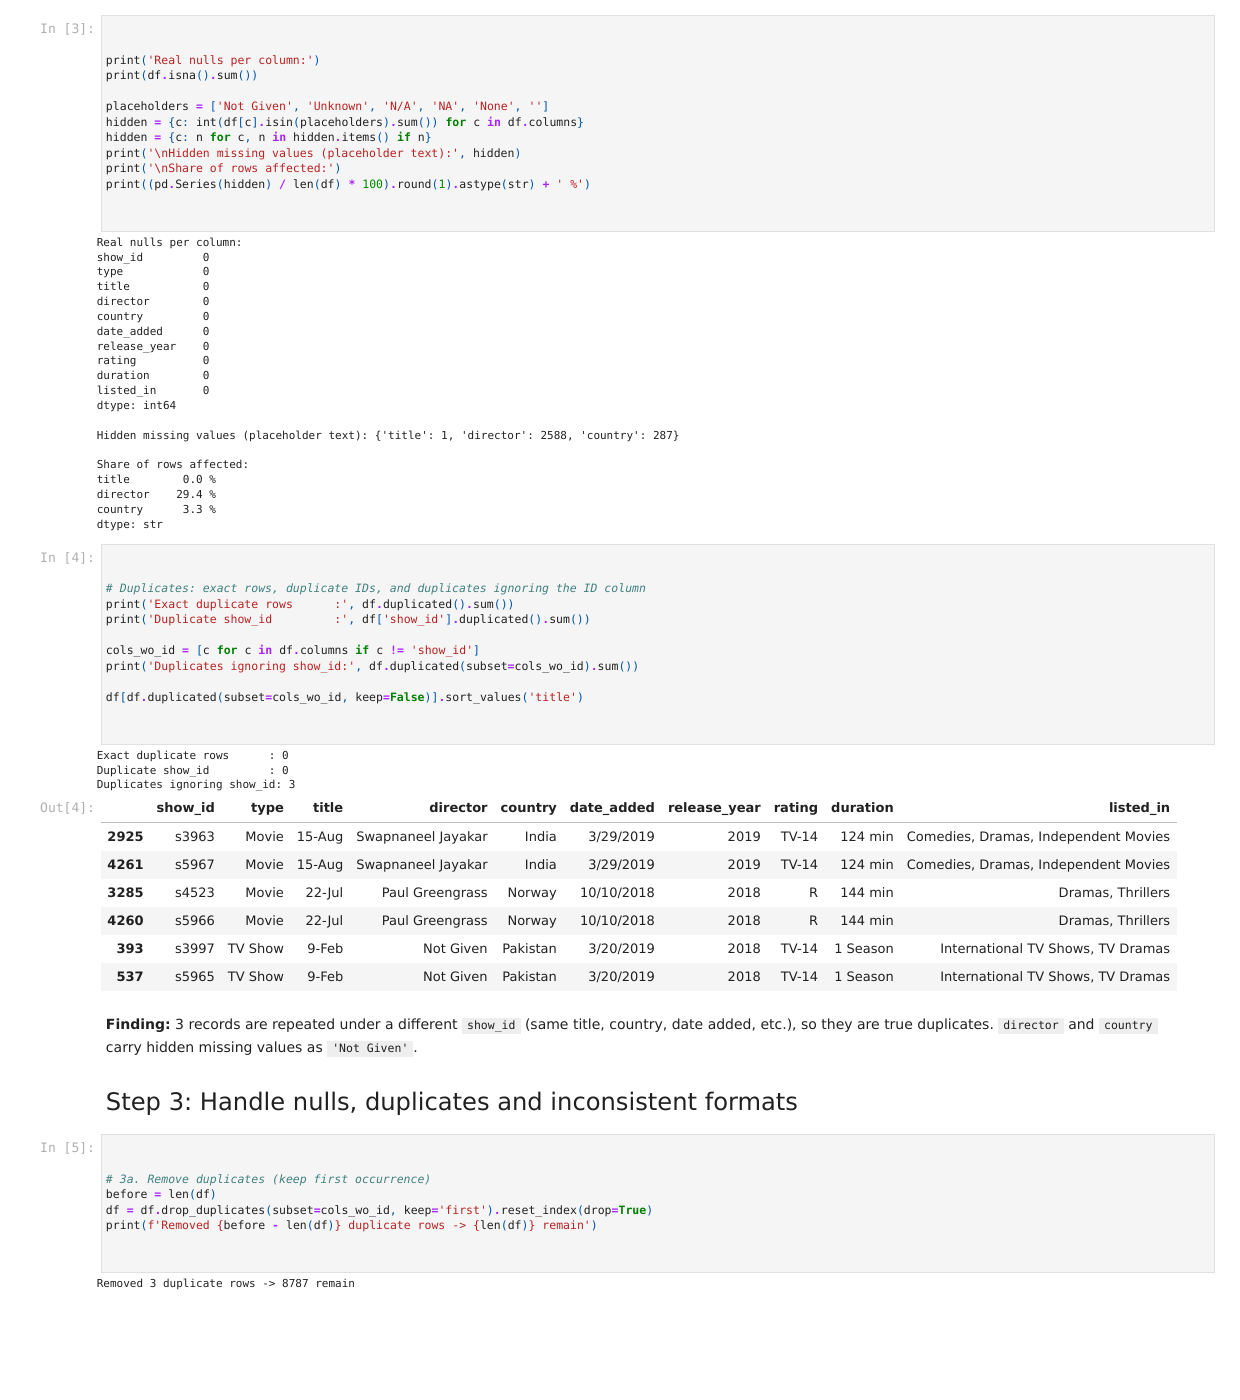 In [3]:
print('Real nulls per column:')
print(df.isna().sum())
placeholders = ['Not Given', 'Unknown', 'N/A', 'NA', 'None', '']
hidden = {c: int(df[c].isin(placeholders).sum()) for c in df.columns}
hidden = {c: n for c, n in hidden.items() if n}
print('\nHidden missing values (placeholder text):', hidden)
print('\nShare of rows affected:')
print((pd.Series(hidden) / len(df) * 100).round(1).astype(str) + ' %')
Real nulls per column:
show_id 0
type 0
title 0
director 0
country 0
date_added 0
release_year 0
rating 0
duration 0
listed_in 0
dtype: int64
Hidden missing values (placeholder text): {'title': 1, 'director': 2588, 'country': 287}
Share of rows affected:
title 0.0 %
director 29.4 %
country 3.3 %
dtype: str
In [4]:
# Duplicates: exact rows, duplicate IDs, and duplicates ignoring the ID column
print('Exact duplicate rows      :', df.duplicated().sum())
print('Duplicate show_id         :', df['show_id'].duplicated().sum())
cols_wo_id = [c for c in df.columns if c != 'show_id']
print('Duplicates ignoring show_id:', df.duplicated(subset=cols_wo_id).sum())
df[df.duplicated(subset=cols_wo_id, keep=False)].sort_values('title')
Exact duplicate rows      : 0
Duplicate show_id         : 0
Duplicates ignoring show_id: 3
Out[4]: show_id type title director country date_added release_year rating duration listed_in
2925 s3963 Movie 15-Aug Swapnaneel Jayakar India 3/29/2019 2019 TV-14 124 min Comedies, Dramas, Independent Movies
4261 s5967 Movie 15-Aug Swapnaneel Jayakar India 3/29/2019 2019 TV-14 124 min Comedies, Dramas, Independent Movies
3285 s4523 Movie 22-Jul Paul Greengrass Norway 10/10/2018 2018 R 144 min Dramas, Thrillers
4260 s5966 Movie 22-Jul Paul Greengrass Norway 10/10/2018 2018 R 144 min Dramas, Thrillers
393 s3997 TV Show 9-Feb Not Given Pakistan 3/20/2019 2018 TV-14 1 Season International TV Shows, TV Dramas
537 s5965 TV Show 9-Feb Not Given Pakistan 3/20/2019 2018 TV-14 1 Season International TV Shows, TV Dramas
Finding: 3 records are repeated under a different show_id (same title, country, date added, etc.), so they are true duplicates. director and country
carry hidden missing values as 'Not Given'.
Step 3: Handle nulls, duplicates and inconsistent formats
In [5]:
# 3a. Remove duplicates (keep first occurrence)
before = len(df)
df = df.drop_duplicates(subset=cols_wo_id, keep='first').reset_index(drop=True)
print(f'Removed {before - len(df)} duplicate rows -> {len(df)} remain')
Removed 3 duplicate rows -> 8787 remain